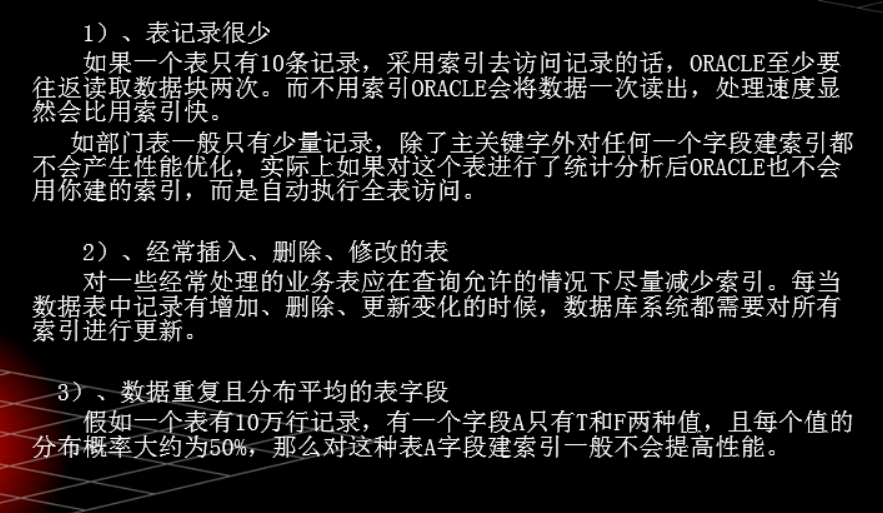 1）、表记录很少
如果一个表只有10条记录，采用索引去访问记录的话，ORACLE至少要
往返读取数据块两次。而不用索引ORACLE会将数据一次读出，处理速度显
然会比用索引快。
如部门表一般只有少量记录，除了主关键字外对任何一个字段建索引都
不会产生性能优化，实际上如果对这个表进行了统计分析后ORACLE也不会
用你建的索引，而是自动执行全表访问。
2）、经常插入、删除、修改的表
对一些经常处理的业务表应在查询允许的情况下尽量减少索引。每当
数据表中记录有增加、删除、更新变化的时候，数据库系统都需要对所有
索引进行更新。
3）、数据重复且分布平均的表字段
假如一个表有10万行记录，有一个字段A只有T和F两种值，且每个值的
分布概率大约为50%，那么对这种表A字段建索引一般不会提高性能。